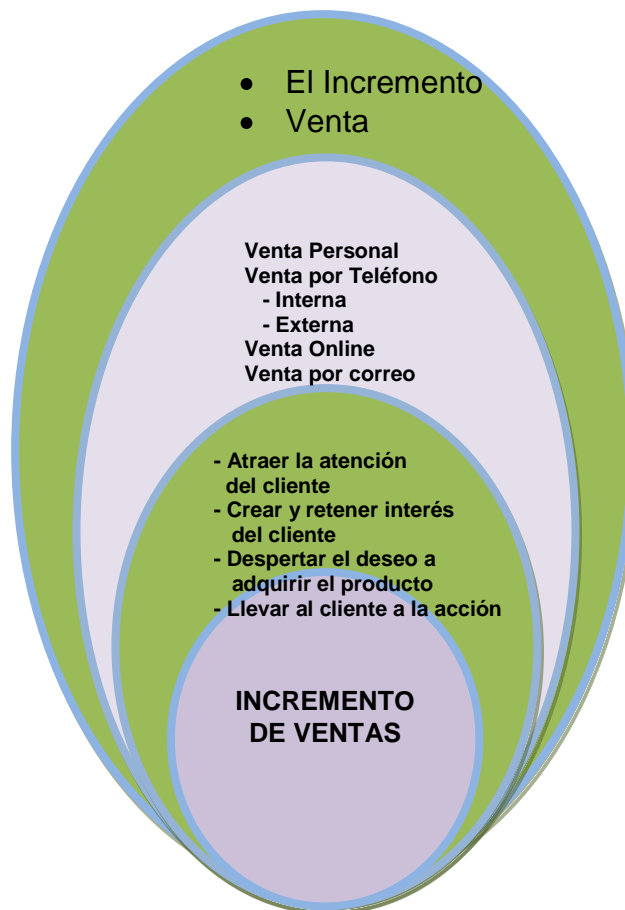 • El Incremento
• Venta
Venta Personal
Venta por Teléfono
- Interna
- Externa
Venta Online
Venta por correo
- Atraer la atención
del cliente
- Crear y retener interés
del cliente
- Despertar el deseo a
adquirir el producto
- Llevar al cliente a la acción
INCREMENTO
DE VENTAS